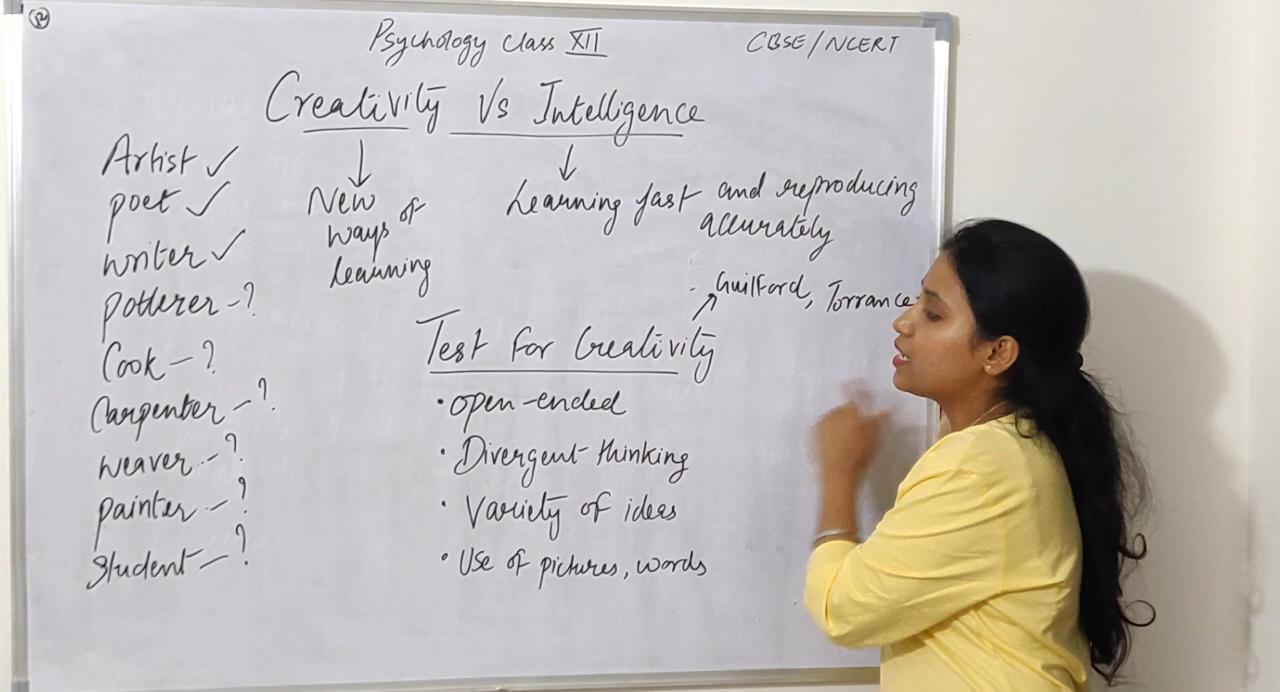 12
Psychology Class XII
CBSE/NCERT
Creativity Vs Intelligence
Artist ✓
poet ✓
writer ✓
potterer - ?
Cook - ?
Carpenter - ?
weaver - ?
painter - ?
Student - ?
New
ways of
learning
Learning fast and reproducing
accurately
Guilford, Torrance
Test for Creativity
• open-ended
• Divergent thinking
• Variety of ideas
• Use of pictures, words